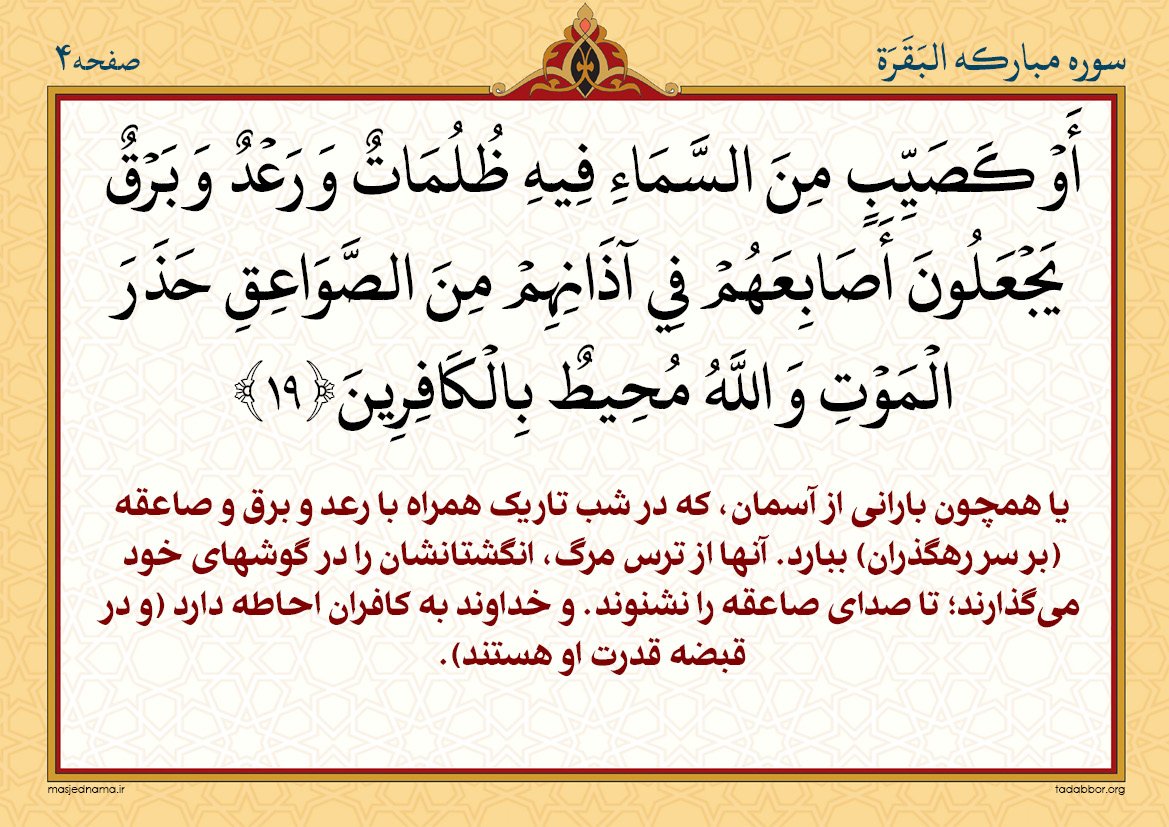 سوره مبارکه البَقَرَة
صفحه۴
أَوْ كَصَيِّبٍ مِنَ السَّمَاءِ فِيهِ ظُلُمَاتٌ وَ رَعْدٌ وَ بَرْقٌ
يَجْعَلُونَ أَصَابِعَهُمْ فِي آذَانِهِمْ مِنَ الصَّوَاعِقِ حَذَرَ
الْمَوْتِ وَ اللَّهُ مُحِيطٌ بِالْكَافِرِينَ ﴿۱۹﴾
یا همچون بارانی از آسمان، که در شب تاریک همراه با رعد و برق و صاعقه
(بر سر رهگذران) ببارد. آنها از ترس مرگ، انگشتانشان را در گوشهای خود
می‌گذارند؛ تا صدای صاعقه را نشنوند. و خداوند به کافران احاطه دارد (و در
قبضه قدرت او هستند).
masjednama.ir
tadabbor.org